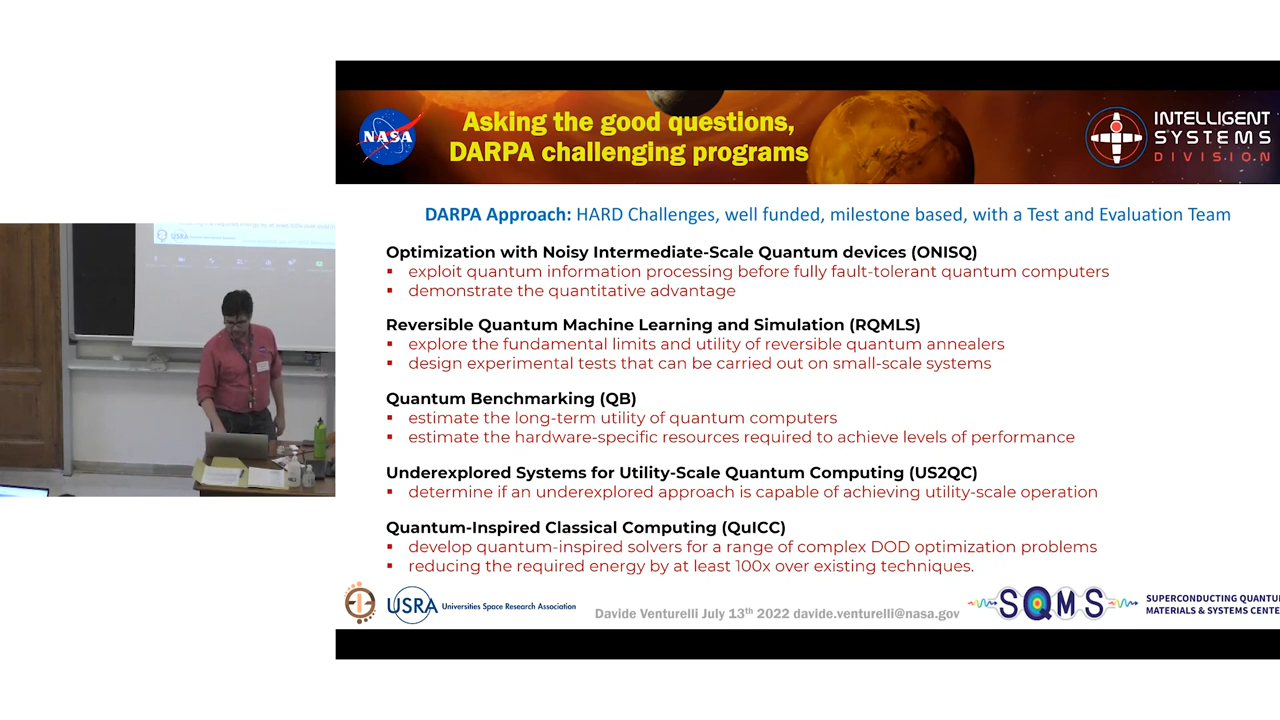 Asking the good questions,
DARPA challenging programs
NASA
INTELLIGENT
SYSTEMS
DIVISION
DARPA Approach: HARD Challenges, well funded, milestone based, with a Test and Evaluation Team
Optimization with Noisy Intermediate-Scale Quantum devices (ONISQ)
▪ exploit quantum information processing before fully fault-tolerant quantum computers
▪ demonstrate the quantitative advantage
Reversible Quantum Machine Learning and Simulation (RQMLS)
▪ explore the fundamental limits and utility of reversible quantum annealers
▪ design experimental tests that can be carried out on small-scale systems
Quantum Benchmarking (QB)
▪ estimate the long-term utility of quantum computers
▪ estimate the hardware-specific resources required to achieve levels of performance
Underexplored Systems for Utility-Scale Quantum Computing (US2QC)
▪ determine if an underexplored approach is capable of achieving utility-scale operation
Quantum-Inspired Classical Computing (QuICC)
▪ develop quantum-inspired solvers for a range of complex DOD optimization problems
▪ reducing the required energy by at least 100x over existing techniques.
USRA Universities Space Research Association
Davide Venturelli July 13th 2022 davide.venturelli@nasa.gov
SQMS
SUPERCONDUCTING QUANTU
MATERIALS & SYSTEMS CENTE
USRA